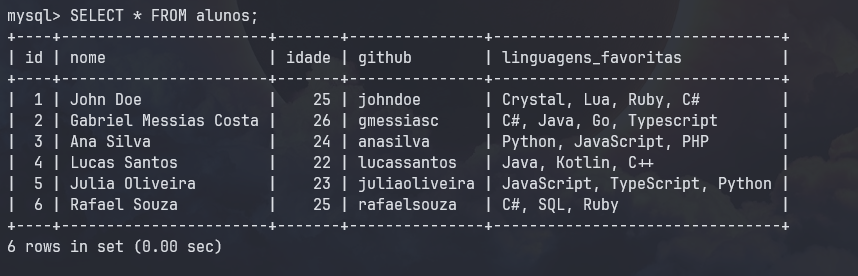 mysql> SELECT * FROM alunos;
+----+-----------------------+-------+---------------+--------------------------------+
| id | nome                  | idade | github        | linguagens_favoritas           |
+----+-----------------------+-------+---------------+--------------------------------+
|  1 | John Doe              |    25 | johndoe       | Crystal, Lua, Ruby, C#         |
|  2 | Gabriel Messias Costa |    26 | gmessiasc     | C#, Java, Go, Typescript       |
|  3 | Ana Silva             |    24 | anasilva      | Python, JavaScript, PHP        |
|  4 | Lucas Santos          |    22 | lucassantos   | Java, Kotlin, C++              |
|  5 | Julia Oliveira        |    23 | juliaoliveira | JavaScript, TypeScript, Python |
|  6 | Rafael Souza          |    25 | rafaelsouza   | C#, SQL, Ruby                  |
+----+-----------------------+-------+---------------+--------------------------------+
6 rows in set (0.00 sec)